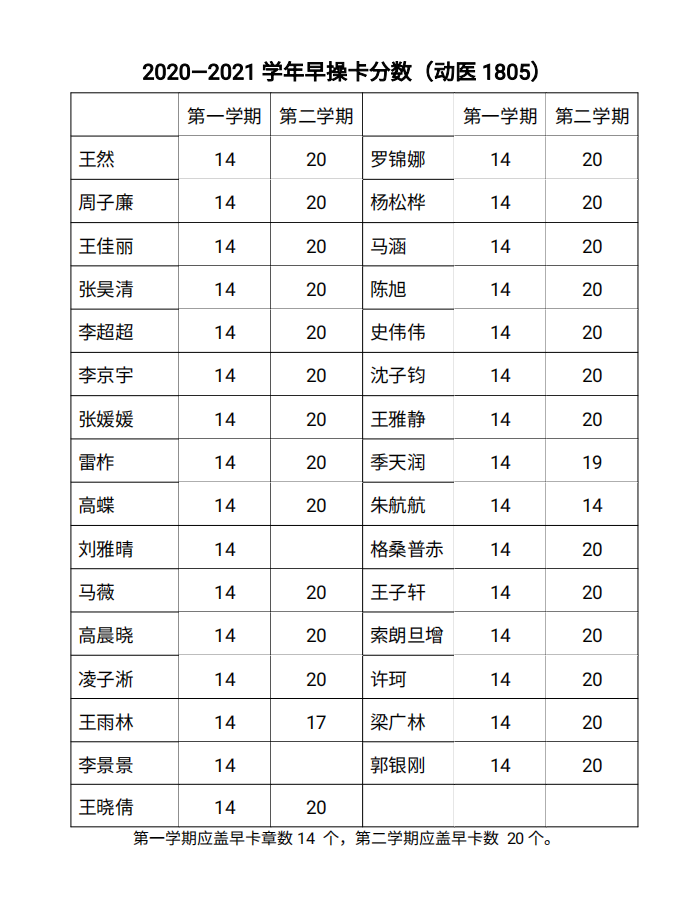 2020—2021 学年早操卡分数（动医 1805）
第一学期 第二学期 第一学期 第二学期
王然 14 20 罗锦娜 14 20
周子廉 14 20 杨松桦 14 20
王佳丽 14 20 马涵 14 20
张昊清 14 20 陈旭 14 20
李超超 14 20 史伟伟 14 20
李京宇 14 20 沈子钧 14 20
张媛媛 14 20 王雅静 14 20
雷柞 14 20 季天润 14 19
高蝶 14 20 朱航航 14 14
刘雅晴 14 格桑普赤 14 20
马薇 14 20 王子轩 14 20
高晨晓 14 20 索朗旦增 14 20
凌子淅 14 20 许珂 14 20
王雨林 14 17 梁广林 14 20
李景景 14 郭银刚 14 20
王晓倩 14 20
第一学期应盖早卡章数 14 个，第二学期应盖早卡数 20 个。